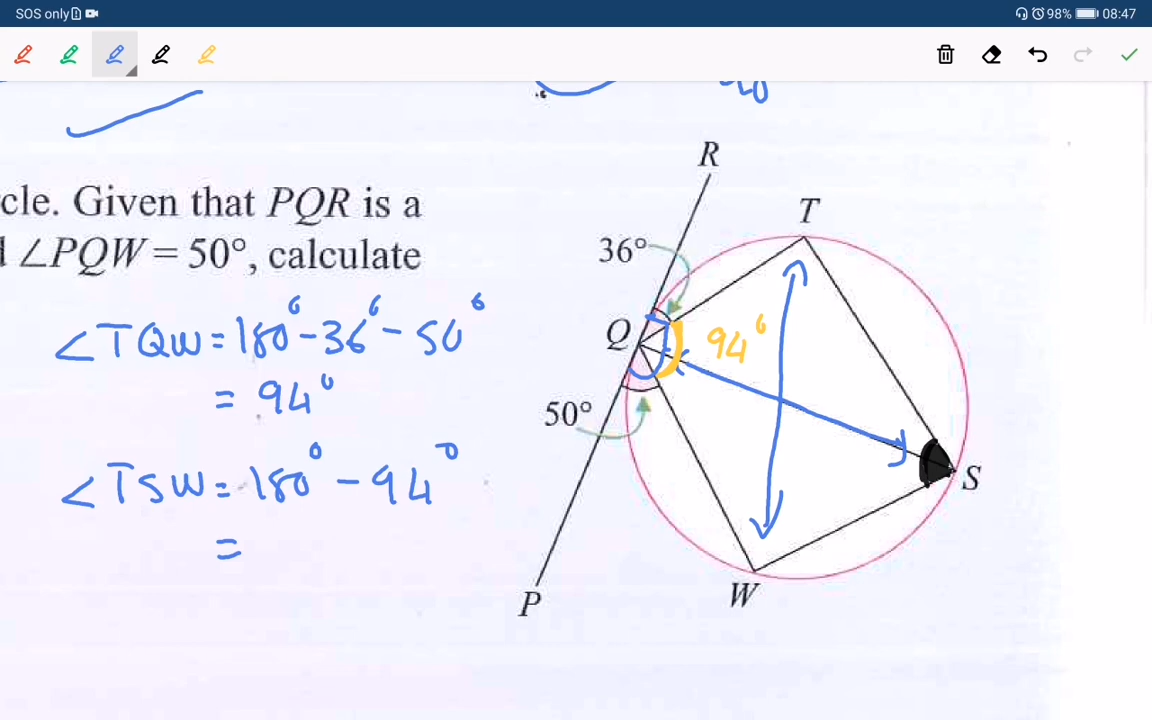 SOS only 98% 08:47
R
cle. Given that PQR is a
T
∠PQW = 50°, calculate
36°
∠TQW = 180° - 36° - 50°
Q
94°
= 94°
50°
∠TSW = 180° - 94°
S
=
P
W